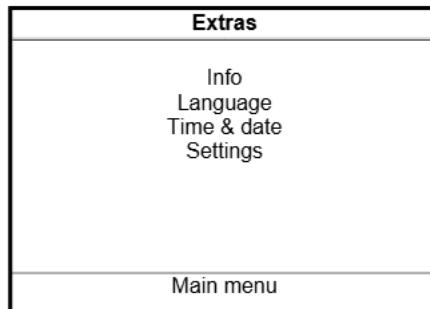 Extras
Info
Language
Time & date
Settings
Main menu